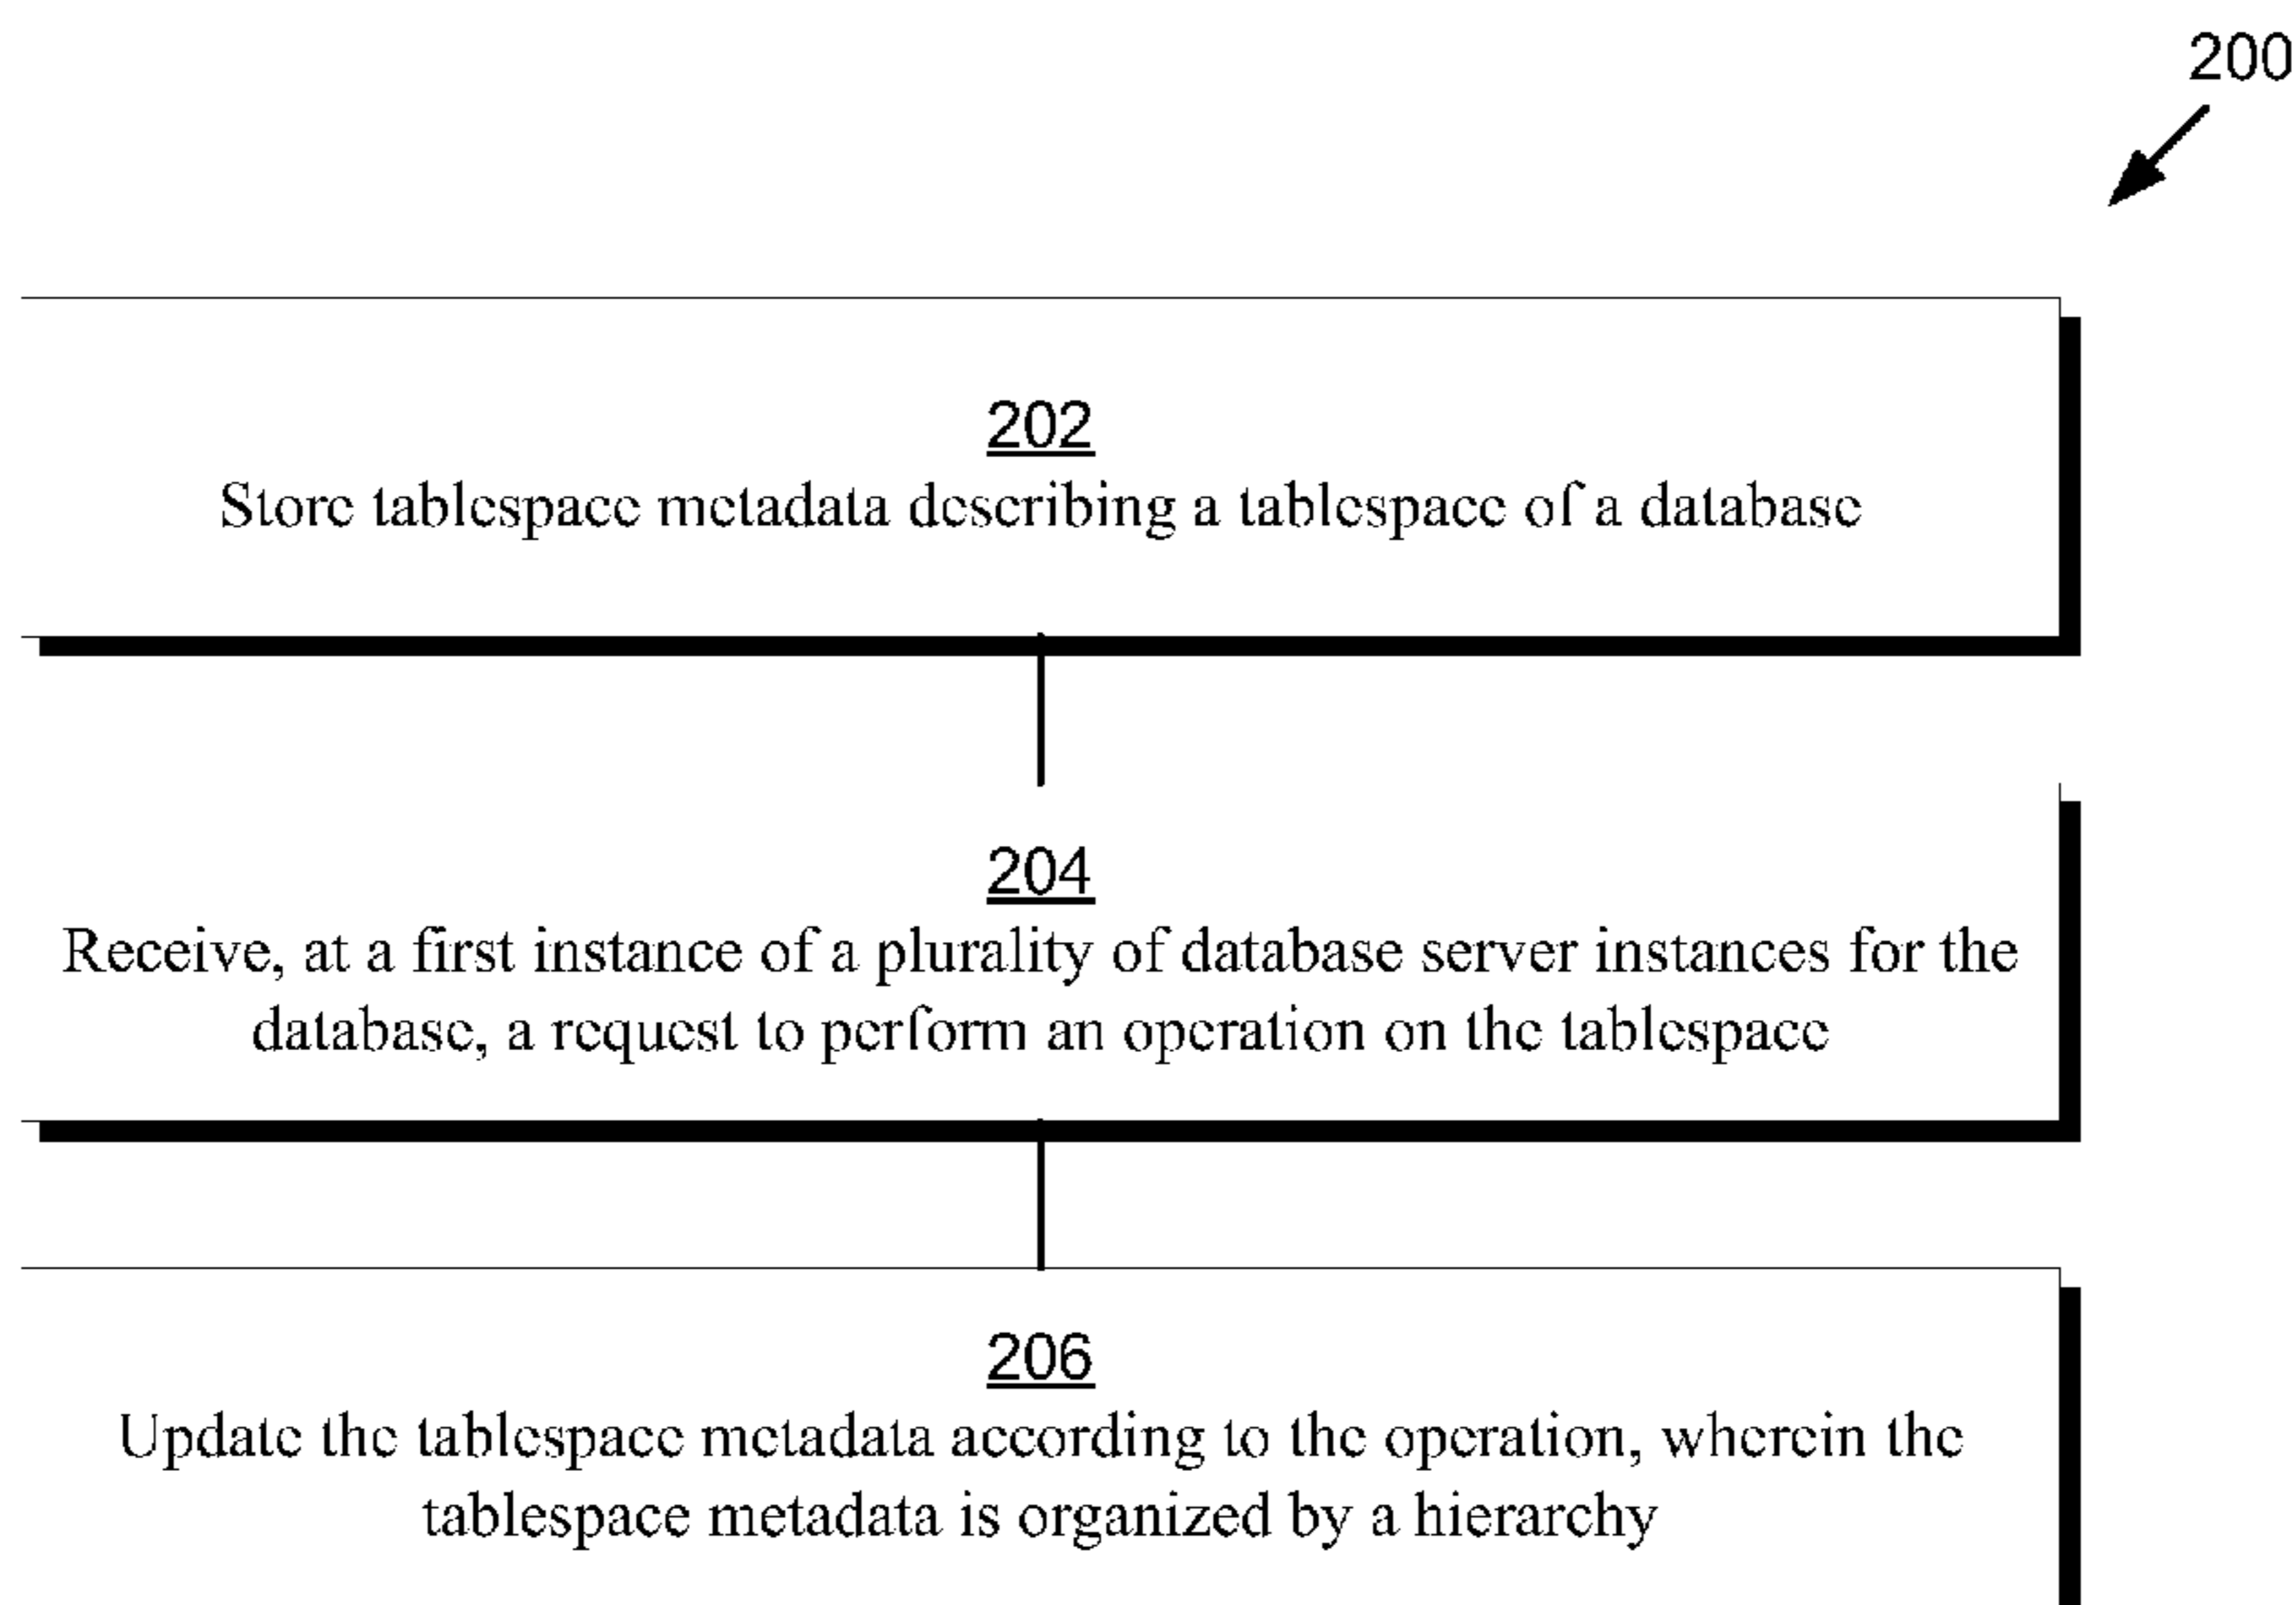 200
202
Store tablespace metadata describing a tablespace of a database
204
Receive, at a first instance of a plurality of database server instances for the
database, a request to perform an operation on the tablespace
206
Update the tablespace metadata according to the operation, wherein the
tablespace metadata is organized by a hierarchy